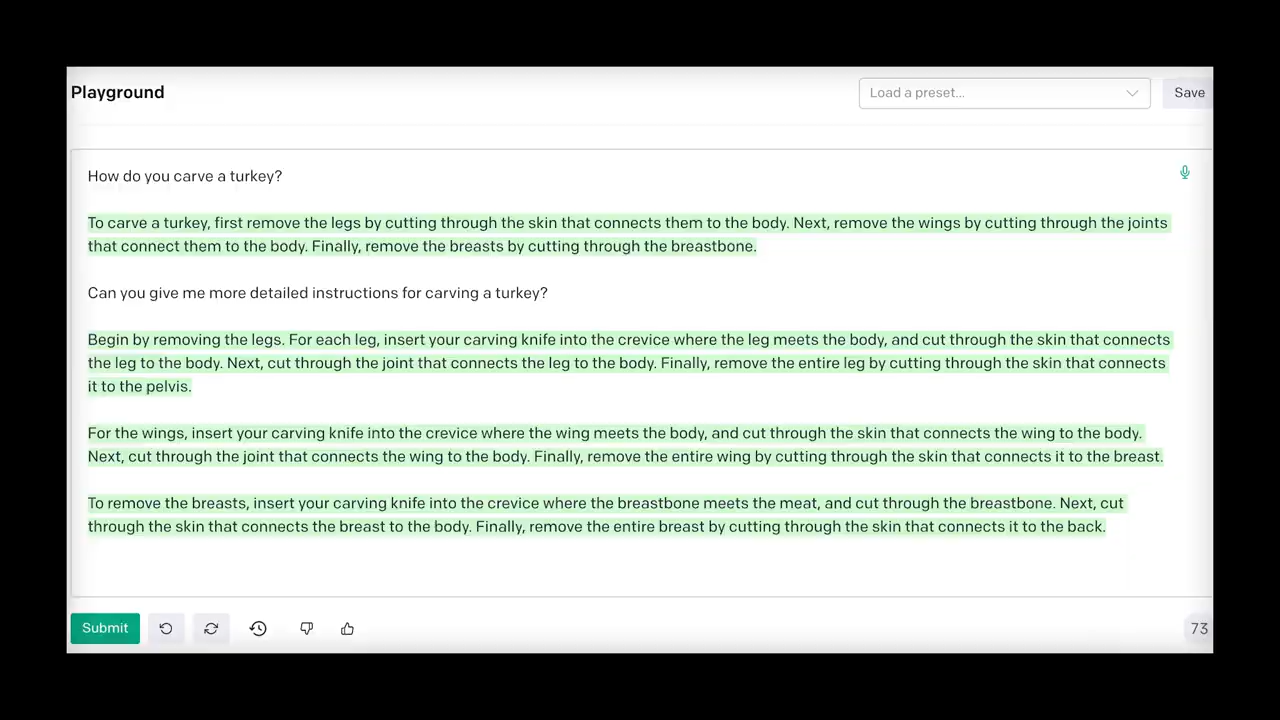 Playground
Load a preset...
Save
How do you carve a turkey?
To carve a turkey, first remove the legs by cutting through the skin that connects them to the body. Next, remove the wings by cutting through the joints
that connect them to the body. Finally, remove the breasts by cutting through the breastbone.
Can you give me more detailed instructions for carving a turkey?
Begin by removing the legs. For each leg, insert your carving knife into the crevice where the leg meets the body, and cut through the skin that connects
the leg to the body. Next, cut through the joint that connects the leg to the body. Finally, remove the entire leg by cutting through the skin that connects
it to the pelvis.
For the wings, insert your carving knife into the crevice where the wing meets the body, and cut through the skin that connects the wing to the body.
Next, cut through the joint that connects the wing to the body. Finally, remove the entire wing by cutting through the skin that connects it to the breast.
To remove the breasts, insert your carving knife into the crevice where the breastbone meets the meat, and cut through the breastbone. Next, cut
through the skin that connects the breast to the body. Finally, remove the entire breast by cutting through the skin that connects it to the back.
Submit
73